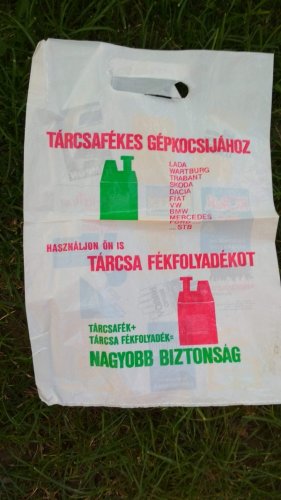 TÁRCSAFÉKES GÉPKOCSIJÁHOZ
LADA
WARTBURG
TRABANT
SKODA
DACIA
FIAT
VW
BMW
MERCEDES
FORD
... STB
HASZNÁLJON ÖN IS
TÁRCSA FÉKFOLYADÉKOT
TÁRCSAFÉK+
TÁRCSA FÉKFOLYADÉK=
NAGYOBB BIZTONSÁG